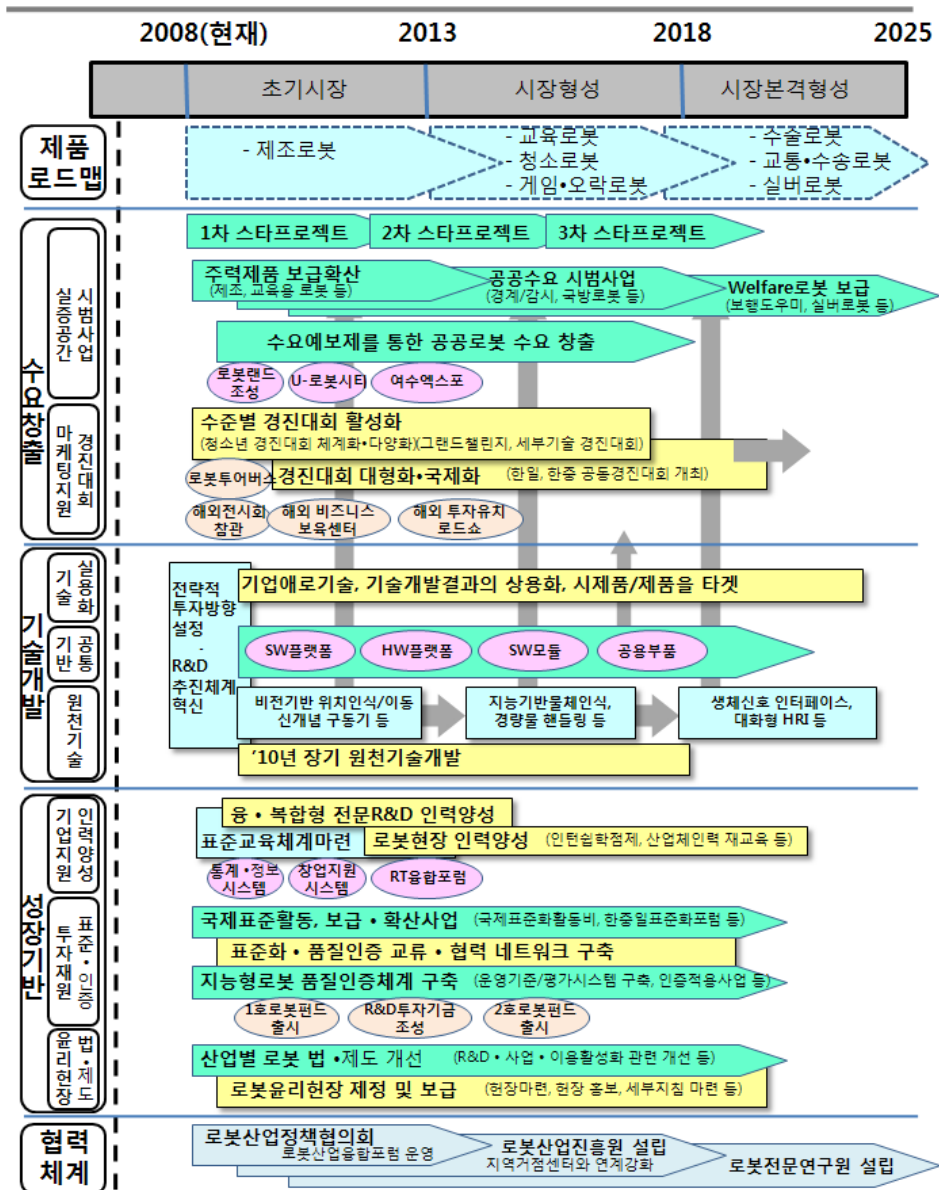 2008(현재) 2013 2018 2025
초기시장 시장형성 시장본격형성
제품
로드맵
- 제조로봇
- 교육로봇
- 청소로봇
- 게임•오락로봇
- 수술로봇
- 교통•수송로봇
- 실버로봇
수요창출
시범사업
실증공간
1차 스타프로젝트 2차 스타프로젝트 3차 스타프로젝트
주력제품 보급확산
(제조, 교육용 로봇 등)
공공수요 시범사업
(경계/감시, 국방로봇 등)
Welfare로봇 보급
(보행도우미, 실버로봇 등)
수요예보제를 통한 공공로봇 수요 창출
로봇랜드
조성
U-로봇시티
여수엑스포
경진대회
마케팅지원
수준별 경진대회 활성화
(청소년 경진대회 체계화•다양화)(그랜드챌린지, 세부기술 경진대회)
로봇투어버스
경진대회 대형화•국제화 (한일, 한중 공동경진대회 개최)
해외전시회
참관
해외 비즈니스
보육센터
해외 투자유치
로드쇼
기술개발
실용화
기술
공통
기반
원천기술
전략적
투자방향
설정
-
R&D
추진체계
혁신
기업애로기술, 기술개발결과의 상용화, 시제품/제품을 타겟
SW플랫폼 HW플랫폼 SW모듈 공용부품
비전기반 위치인식/이동
신개념 구동기 등
지능기반물체인식,
경량물 핸들링 등
생체신호 인터페이스,
대화형 HRI 등
’10년 장기 원천기술개발
성장기반
인력양성
기업지원
융 • 복합형 전문R&D 인력양성
표준교육체계마련
로봇현장 인력양성 (인턴쉽학점제, 산업체인력 재교육 등)
통계•정보
시스템
창업지원
시스템
RT융합포럼
표준•인증
투자재원
국제표준활동, 보급 • 확산사업 (국제표준화활동비, 한중일표준화포럼 등)
표준화 • 품질인증 교류 • 협력 네트워크 구축
지능형로봇 품질인증체계 구축 (운영기준/평가시스템 구축, 인증적용사업 등)
1호로봇펀드
출시
R&D투자기금
조성
2호로봇펀드
출시
법•제도
윤리헌장
산업별 로봇 법 •제도 개선 (R&D • 사업 • 이용활성화 관련 개선 등)
로봇윤리헌장 제정 및 보급 (헌장마련, 헌장 홍보, 세부지침 마련 등)
협력
체계
로봇산업정책협의회
로봇산업융합포럼 운영
로봇산업진흥원 설립
지역거점센터와 연계강화
로봇전문연구원 설립